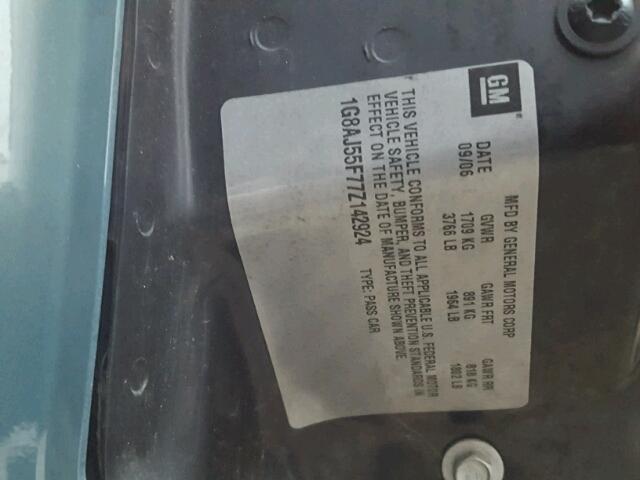 GM
MFD BY GENERAL MOTORS CORP
DATE GVWR GAWR FRT GAWR RR
09/06 1709 KG 891 KG 818 KG
3766 LB 1964 LB 1802 LB
THIS VEHICLE CONFORMS TO ALL APPLICABLE U.S. FEDERAL MOTOR
VEHICLE SAFETY, BUMPER, AND THEFT PREVENTION STANDARDS IN
EFFECT ON THE DATE OF MANUFACTURE SHOWN ABOVE.
1G8AJ55F77Z142924 TYPE: PASS CAR